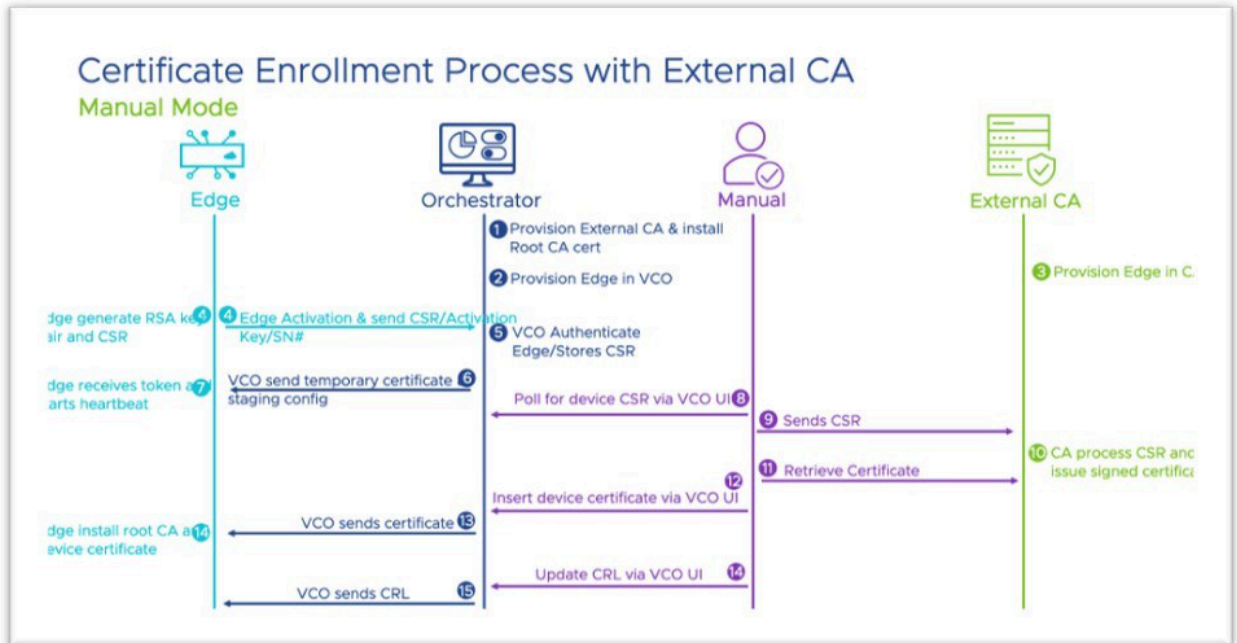 Certificate Enrollment Process with External CA
Manual Mode
Edge
Orchestrator
Manual
External CA
1 Provision External CA & install
Root CA cert
2 Provision Edge in VCO
3 Provision Edge in C
dge generate RSA key 4
air and CSR
4 Edge Activation & send CSR/Activation
Key/SN#
5 VCO Authenticate
Edge/Stores CSR
VCO send temporary certificate 6
staging config
dge receives token a 7
arts heartbeat
Poll for device CSR via VCO UI 8
9 Sends CSR
10 CA process CSR and
issue signed certifica
11 Retrieve Certificate
12
Insert device certificate via VCO UI
VCO sends certificate 13
dge install root CA a 14
evice certificate
Update CRL via VCO UI 14
VCO sends CRL 15